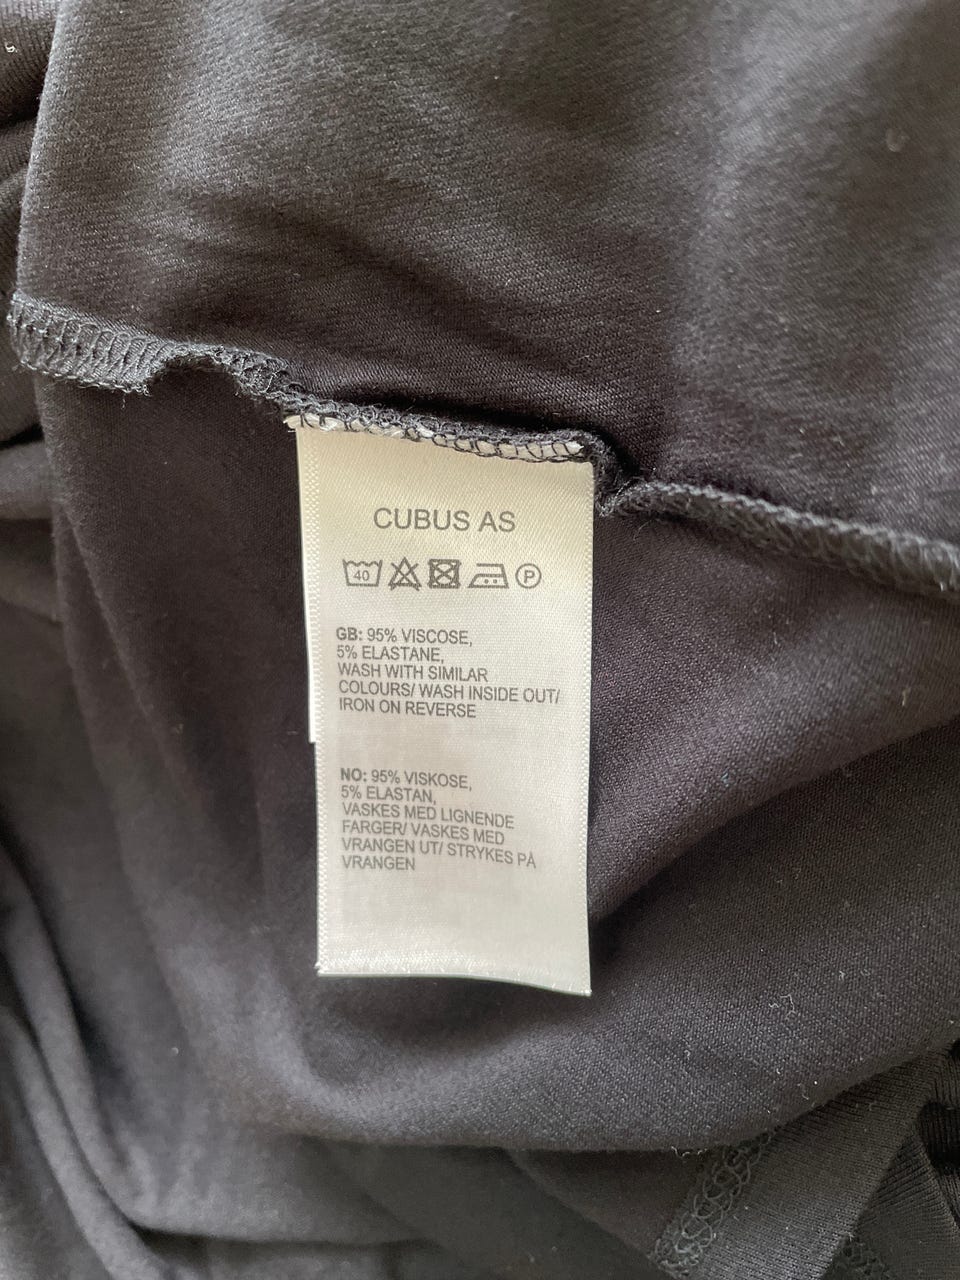 CUBUS AS
40 P
GB: 95% VISCOSE,
5% ELASTANE,
WASH WITH SIMILAR
COLOURS/ WASH INSIDE OUT/
IRON ON REVERSE
NO: 95% VISKOSE,
5% ELASTAN,
VASKES MED LIGNENDE
FARGER/ VASKES MED
VRANGEN UT/ STRYKES PÅ
VRANGEN